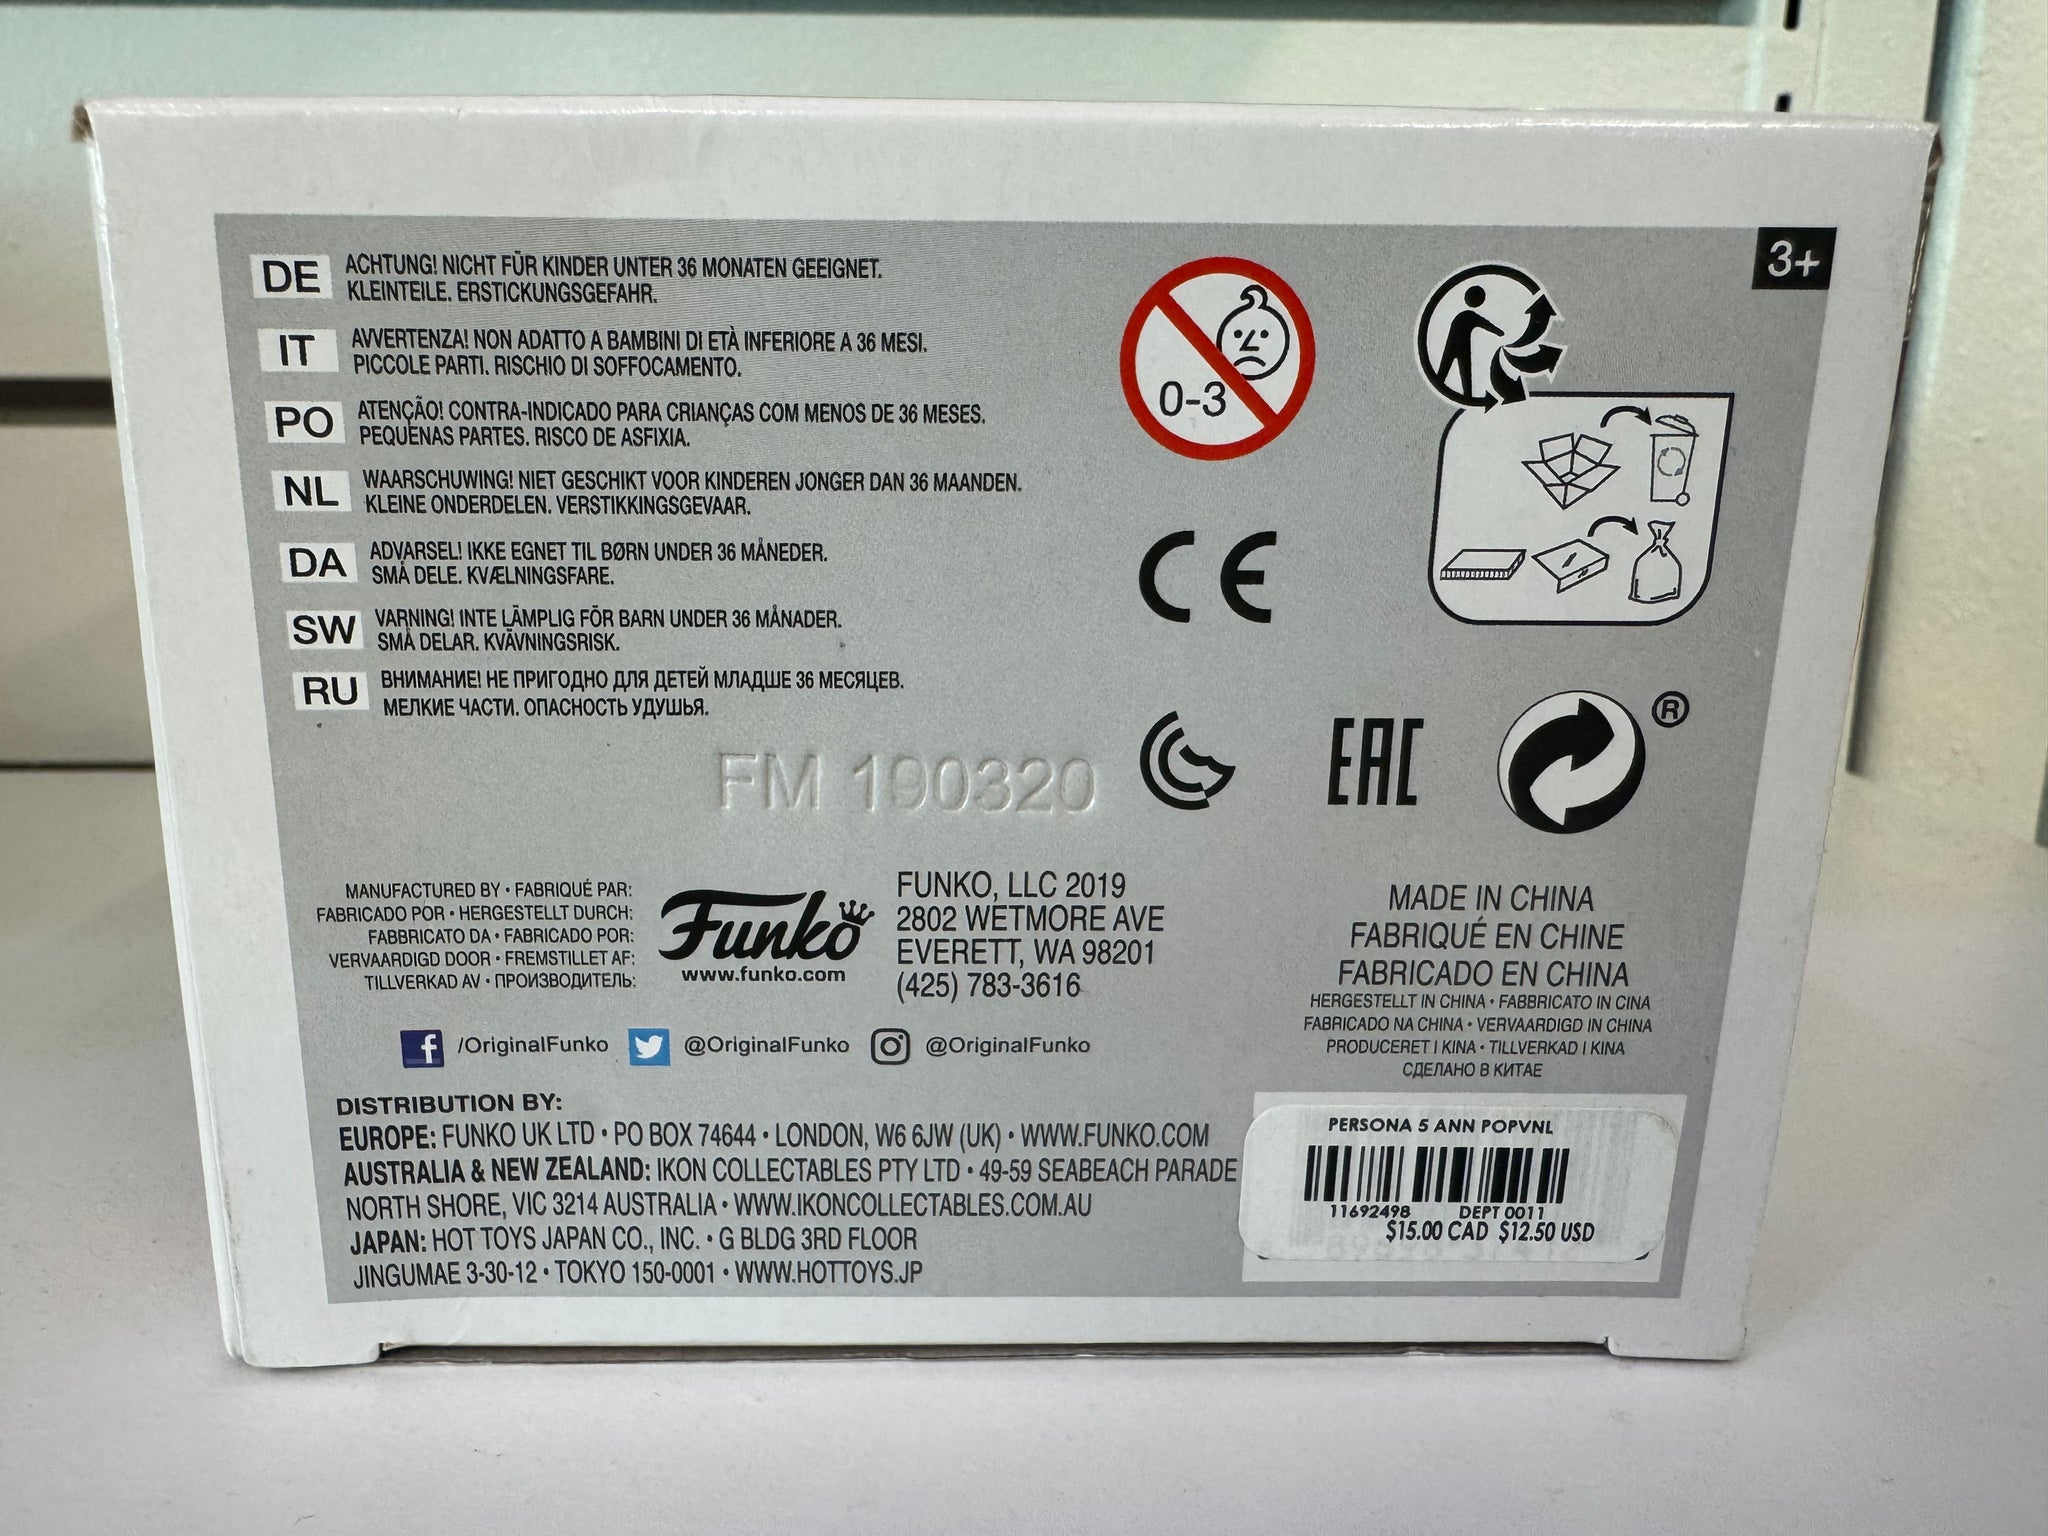 3+
DE
ACHTUNG! NICHT FÜR KINDER UNTER 36 MONATEN GEEIGNET.
KLEINTEILE. ERSTICKUNGSGEFAHR.
IT
AVVERTENZA! NON ADATTO A BAMBINI DI ETÀ INFERIORE A 36 MESI.
PICCOLE PARTI. RISCHIO DI SOFFOCAMENTO.
PO
ATENÇÃO! CONTRA-INDICADO PARA CRIANÇAS COM MENOS DE 36 MESES.
PEQUENAS PARTES. RISCO DE ASFIXIA.
NL
WAARSCHUWING! NIET GESCHIKT VOOR KINDEREN JONGER DAN 36 MAANDEN.
KLEINE ONDERDELEN. VERSTIKKINGSGEVAAR.
DA
ADVARSEL! IKKE EGNET TIL BØRN UNDER 36 MÅNEDER.
SMÅ DELE. KVÆLNINGSFARE.
SW
VARNING! INTE LÄMPLIG FÖR BARN UNDER 36 MÅNADER.
SMÅ DELAR. KVÄVNINGSRISK.
RU
ВНИМАНИЕ! НЕ ПРИГОДНО ДЛЯ ДЕТЕЙ МЛАДШЕ 36 МЕСЯЦЕВ.
МЕЛКИЕ ЧАСТИ. ОПАСНОСТЬ УДУШЬЯ.
0-3
CE
EAC
®
FM 190320
MANUFACTURED BY • FABRIQUÉ PAR:
FABRICADO POR • HERGESTELLT DURCH:
FABBRICATO DA • FABRICADO POR:
VERVAARDIGD DOOR • FREMSTILLET AF:
TILLVERKAD AV • ПРОИЗВОДИТЕЛЬ:
Funko
www.funko.com
FUNKO, LLC 2019
2802 WETMORE AVE
EVERETT, WA 98201
(425) 783-3616
MADE IN CHINA
FABRIQUÉ EN CHINE
FABRICADO EN CHINA
HERGESTELLT IN CHINA • FABBRICATO IN CINA
FABRICADO NA CHINA • VERVAARDIGD IN CHINA
PRODUCERET I KINA • TILLVERKAD I KINA
СДЕЛАНО В КИТАЕ
f /OriginalFunko @OriginalFunko @OriginalFunko
DISTRIBUTION BY:
EUROPE: FUNKO UK LTD • PO BOX 74644 • LONDON, W6 6JW (UK) • WWW.FUNKO.COM
AUSTRALIA & NEW ZEALAND: IKON COLLECTABLES PTY LTD • 49-59 SEABEACH PARADE
NORTH SHORE, VIC 3214 AUSTRALIA • WWW.IKONCOLLECTABLES.COM.AU
JAPAN: HOT TOYS JAPAN CO., INC. • G BLDG 3RD FLOOR
JINGUMAE 3-30-12 • TOKYO 150-0001 • WWW.HOTTOYS.JP
PERSONA 5 ANN POPVNL
11692498 DEPT 0011
$15.00 CAD $12.50 USD